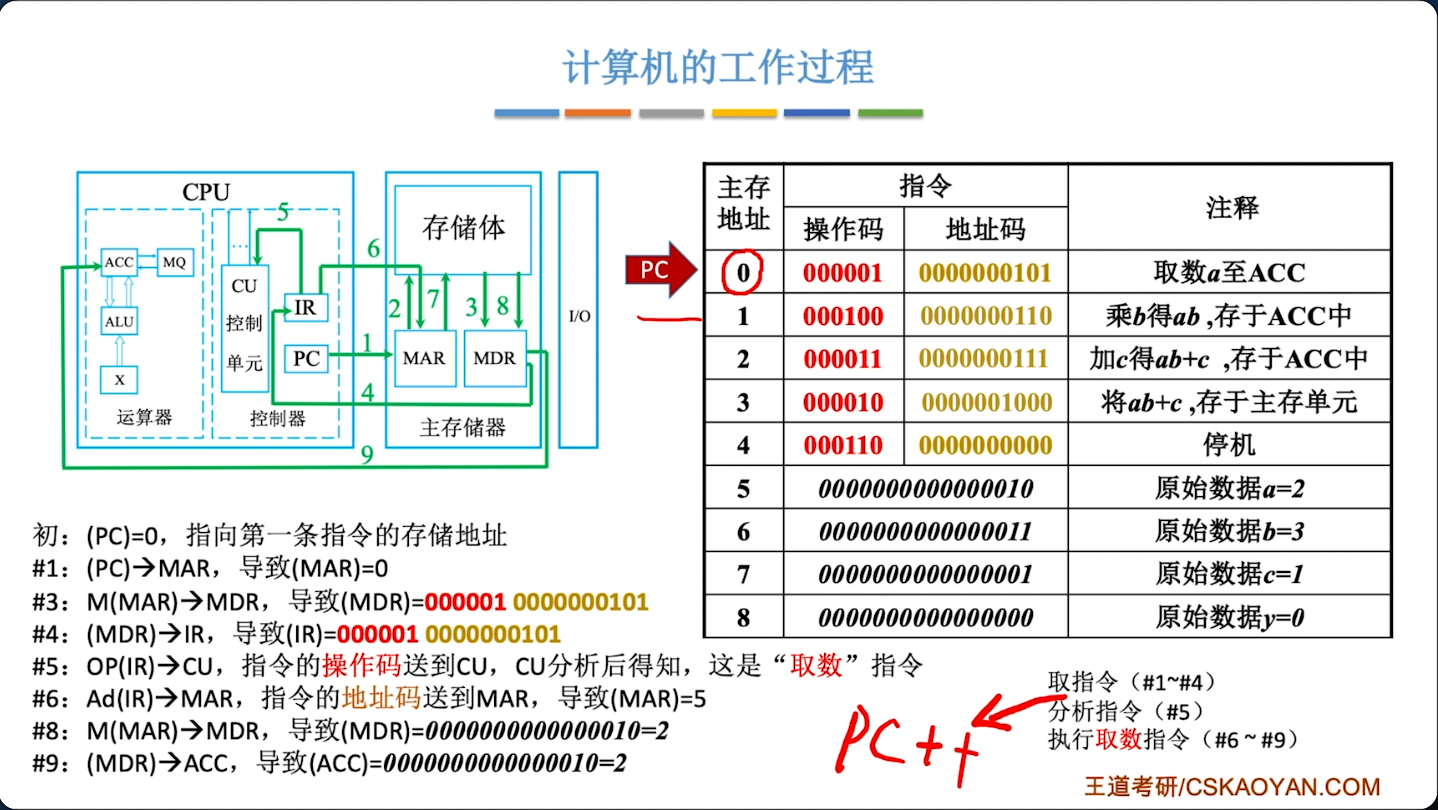 计算机的工作过程
CPU
5
...
ACC
MQ
ALU
X
运算器
CU
控制
单元
IR
PC
控制器
6
1
4
9
存储体
2
7
3
8
MAR
MDR
主存储器
I/O
PC
主存地址 指令 注释
操作码 地址码
0 000001 0000000101 取数a至ACC
1 000100 0000000110 乘b得ab ,存于ACC中
2 000011 0000000111 加c得ab+c ,存于ACC中
3 000010 0000001000 将ab+c ,存于主存单元
4 000110 0000000000 停机
5 0000000000000010 原始数据a=2
6 0000000000000011 原始数据b=3
7 0000000000000001 原始数据c=1
8 0000000000000000 原始数据y=0
初：(PC)=0，指向第一条指令的存储地址
#1：(PC)→MAR，导致(MAR)=0
#3：M(MAR)→MDR，导致(MDR)=000001 0000000101
#4：(MDR)→IR，导致(IR)=000001 0000000101
#5：OP(IR)→CU，指令的操作码送到CU，CU分析后得知，这是“取数”指令
#6：Ad(IR)→MAR，指令的地址码送到MAR，导致(MAR)=5
#8：M(MAR)→MDR，导致(MDR)=0000000000000010=2
#9：(MDR)→ACC，导致(ACC)=0000000000000010=2
PC++
取指令（#1~#4）
分析指令（#5）
执行取数指令（#6 ~ #9）
王道考研/CSKAOYAN.COM